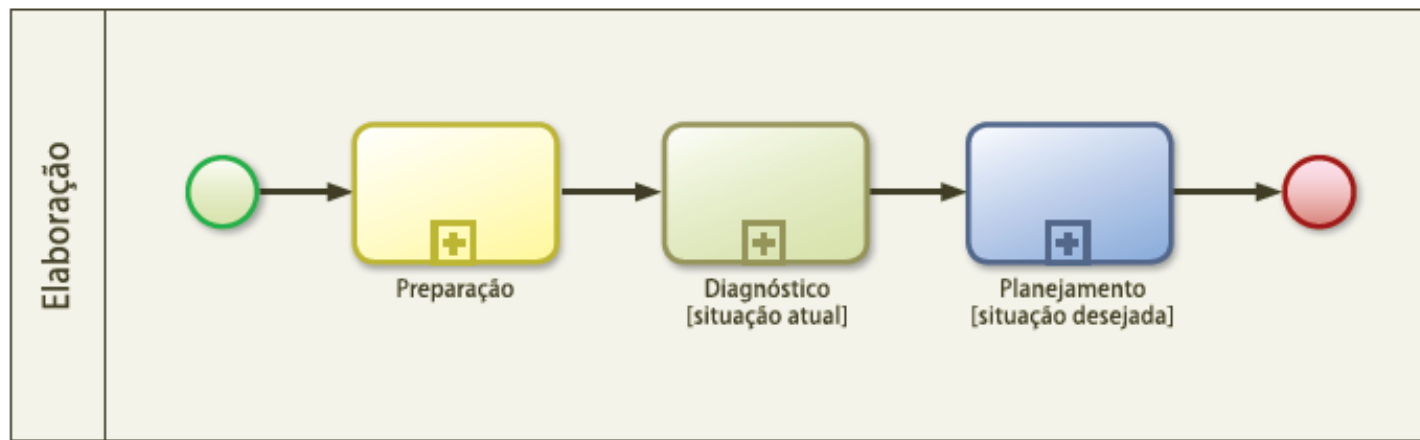 Elaboração
Preparação
Diagnóstico
[situação atual]
Planejamento
[situação desejada]